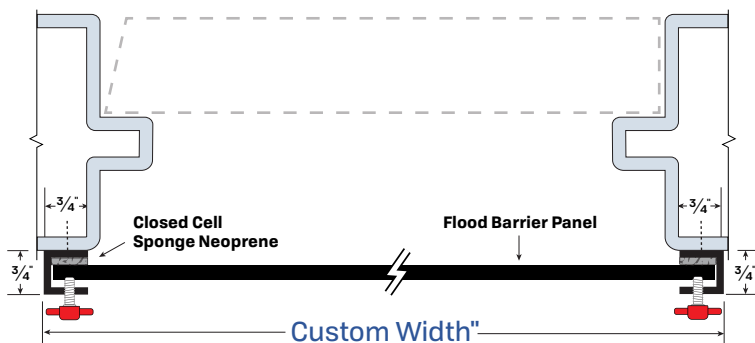 3/4"
3/4"
Closed Cell
Sponge Neoprene
Flood Barrier Panel
3/4"
3/4"
Custom Width"